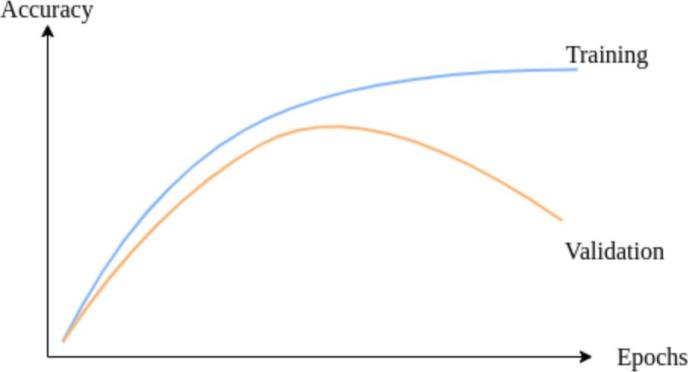 Accuracy
Training
Validation
Epochs